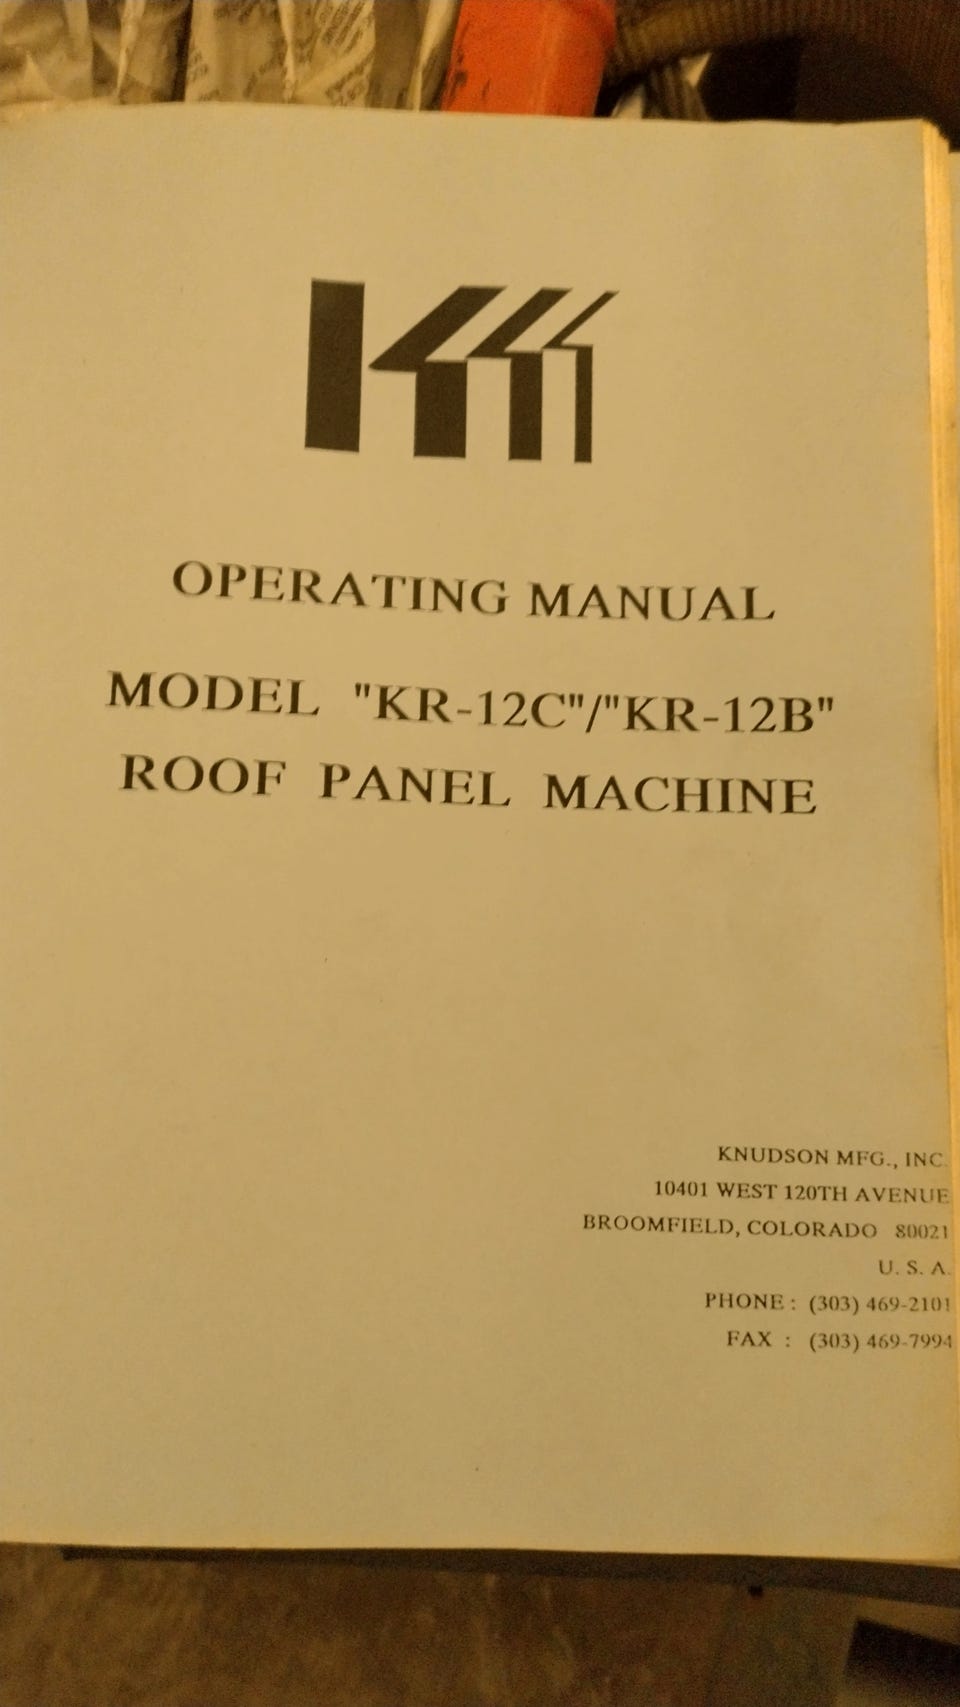 OPERATING MANUAL
MODEL "KR-12C"/"KR-12B"
ROOF PANEL MACHINE
KNUDSON MFG., INC.
10401 WEST 120TH AVENUE
BROOMFIELD, COLORADO 80021
U. S. A.
PHONE : (303) 469-2101
FAX : (303) 469-7994